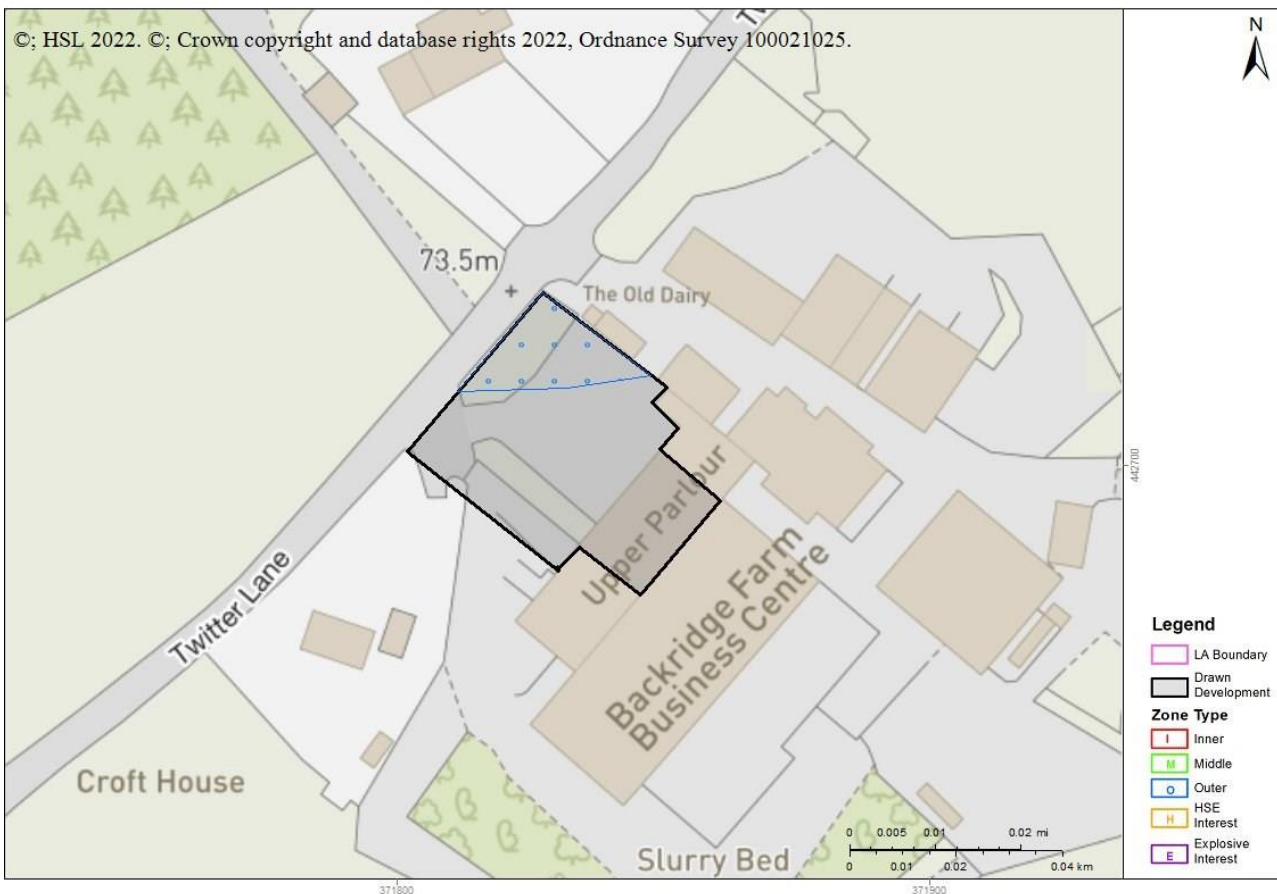 ©; HSL 2022. ©; Crown copyright and database rights 2022, Ordnance Survey 100021025.
Tw
N
73.5m
+
The Old Dairy
Upper Parlour
Backridge Farm
Business Centre
Twitter Lane
Croft House
Slurry Bed
442700
371800
371900
0 0.005 0.01 0.02 mi
0 0.01 0.02 0.04 km
Legend
LA Boundary
Drawn
Development
Zone Type
I Inner
M Middle
O Outer
H HSE
Interest
E Explosive
Interest